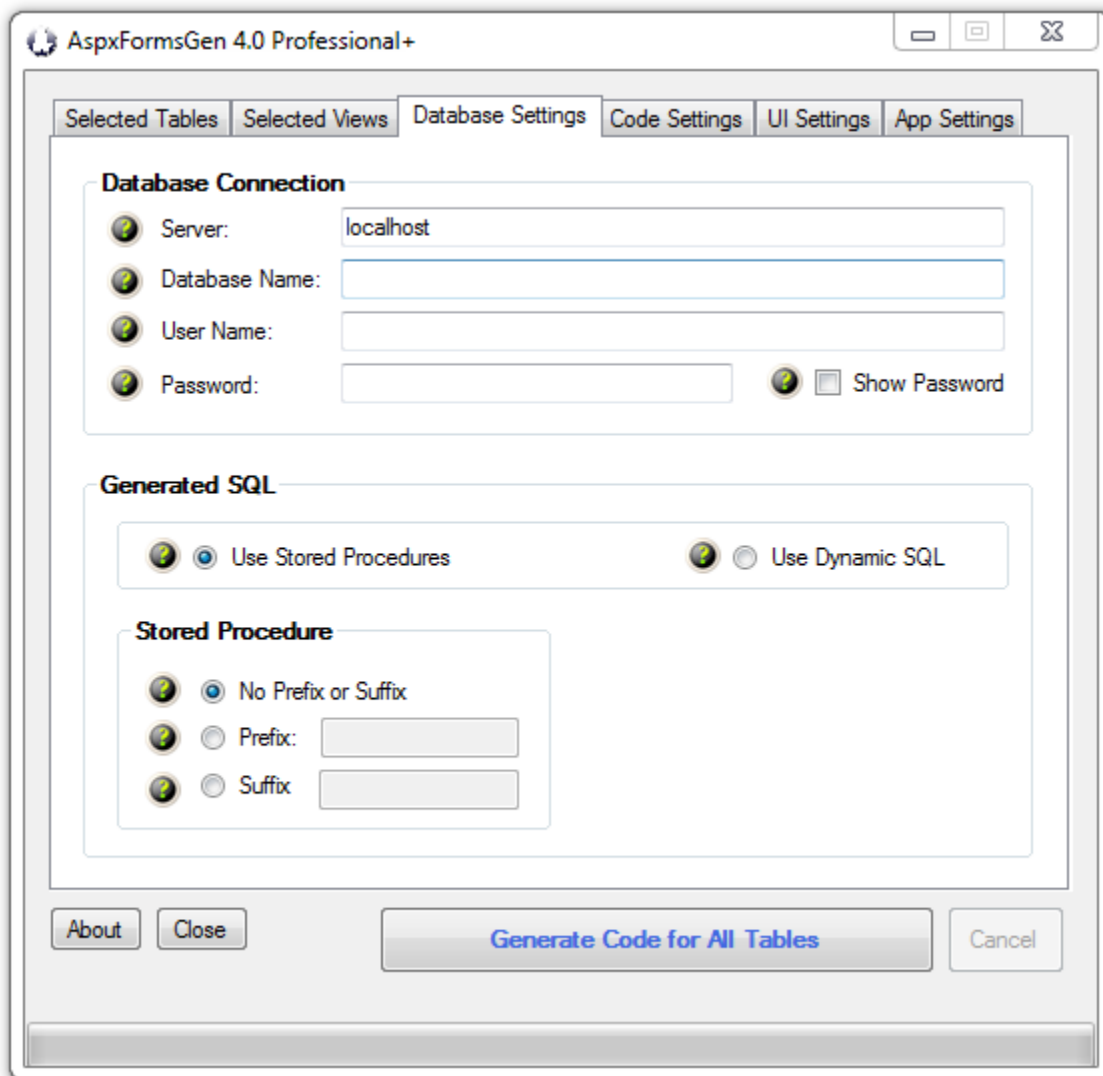 AspxFormsGen 4.0 Professional+
Selected Tables Selected Views Database Settings Code Settings UI Settings App Settings
Database Connection
? Server: localhost
? Database Name:
? User Name:
? Password: ? Show Password
Generated SQL
? Use Stored Procedures ? Use Dynamic SQL
Stored Procedure
? No Prefix or Suffix
? Prefix:
? Suffix
About Close Generate Code for All Tables Cancel